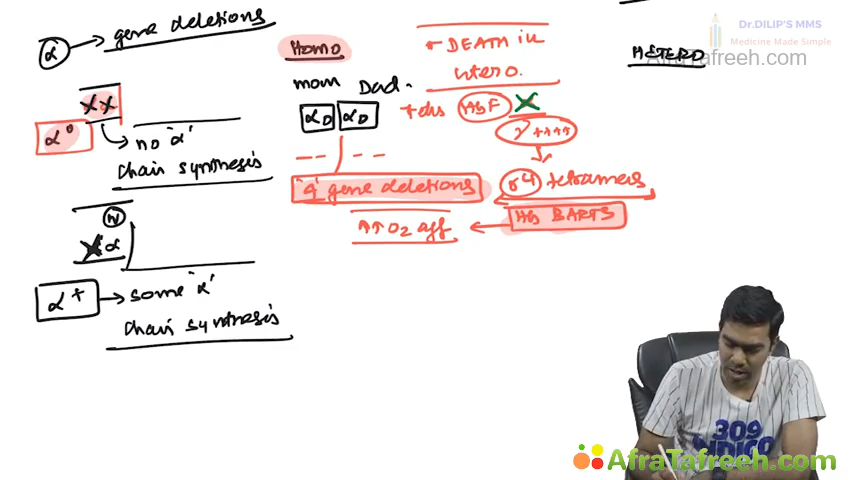 α → gene deletions
XX
α⁰
no "α"
chain synthesis
N
Xα
α+ → some "α"
chain synthesis
Homo
mom Dad.
α0 α0
-- / --
"4" gene deletions
DEATH in
utero.
HbF X
γ ++++
γ4 tetramers
Hb BARTS
↑↑ O2 aff
HETERO
Dr.DILIP'S MMS
Medicine Made Simple
AfraTafreeh.com
309
INDIGO
AfraTafreeh.com